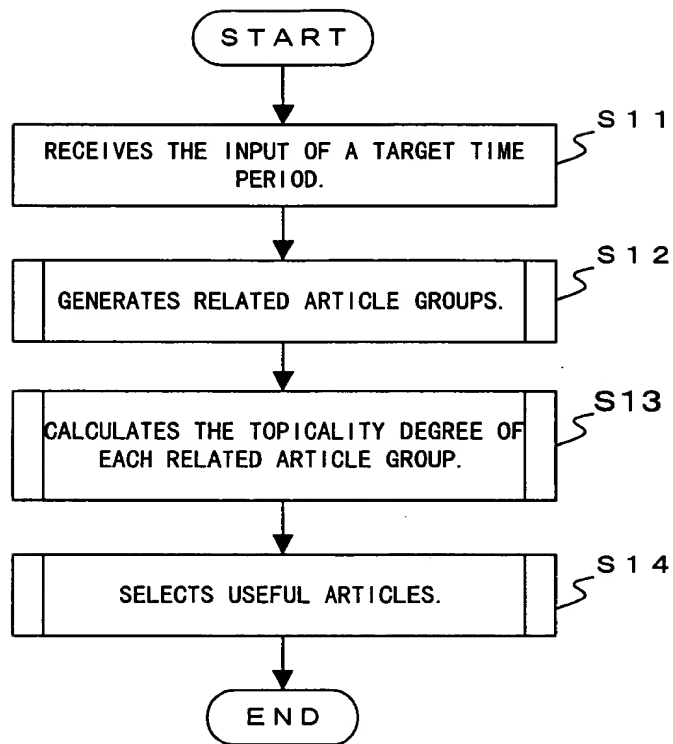 START
S11
RECEIVES THE INPUT OF A TARGET TIME
PERIOD.
S12
GENERATES RELATED ARTICLE GROUPS.
S13
CALCULATES THE TOPICALITY DEGREE OF
EACH RELATED ARTICLE GROUP.
S14
SELECTS USEFUL ARTICLES.
END